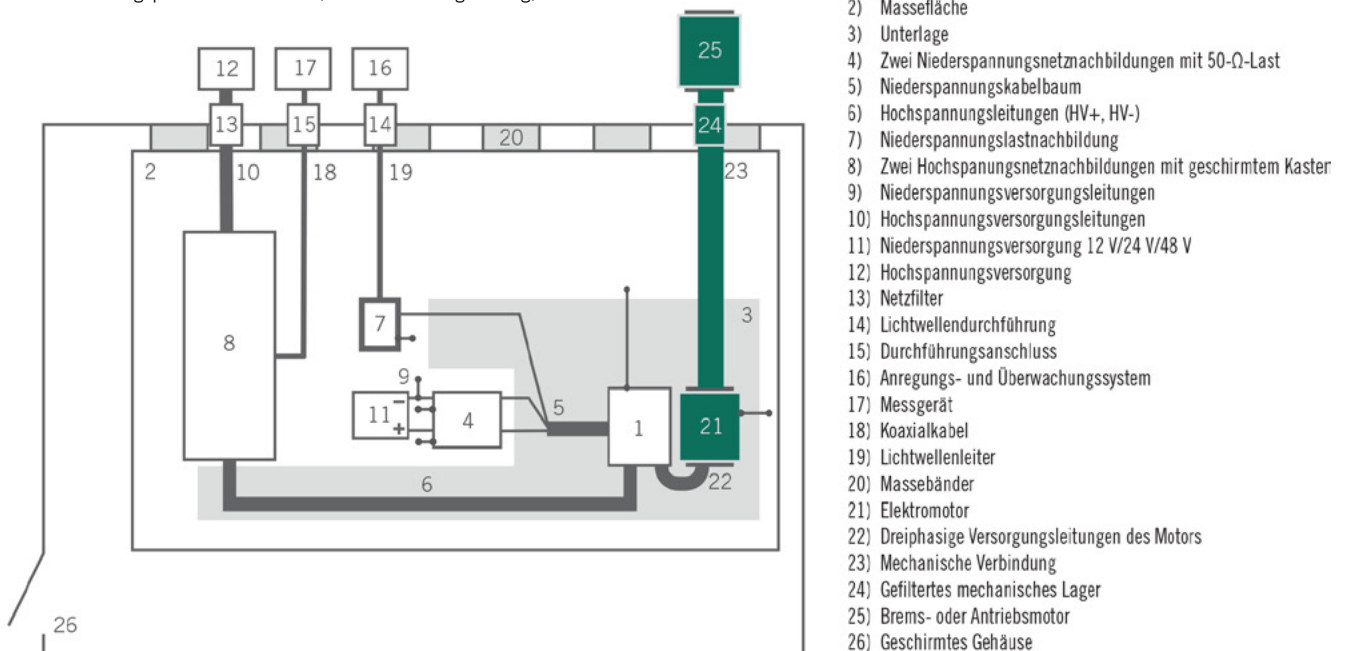 2) Massefläche
3) Unterlage
4) Zwei Niederspannungsnetznachbildungen mit 50-Ω-Last
5) Niederspannungskabelbaum
6) Hochspannungsleitungen (HV+, HV-)
7) Niederspannungslastnachbildung
8) Zwei Hochspanungsnetznachbildungen mit geschirmtem Kasten
9) Niederspannungsversorgungsleitungen
10) Hochspannungsversorgungsleitungen
11) Niederspannungsversorgung 12 V/24 V/48 V
12) Hochspannungsversorgung
13) Netzfilter
14) Lichtwellendurchführung
15) Durchführungsanschluss
16) Anregungs- und Überwachungssystem
17) Messgerät
18) Koaxialkabel
19) Lichtwellenleiter
20) Massebänder
21) Elektromotor
22) Dreiphasige Versorgungsleitungen des Motors
23) Mechanische Verbindung
24) Gefiltertes mechanisches Lager
25) Brems- oder Antriebsmotor
26) Geschirmtes Gehäuse
12 17 16 25
13 15 14 20 24
2 10 18 19 23
8 7 3
9
11 − + 4 5 1 21
6 22
26